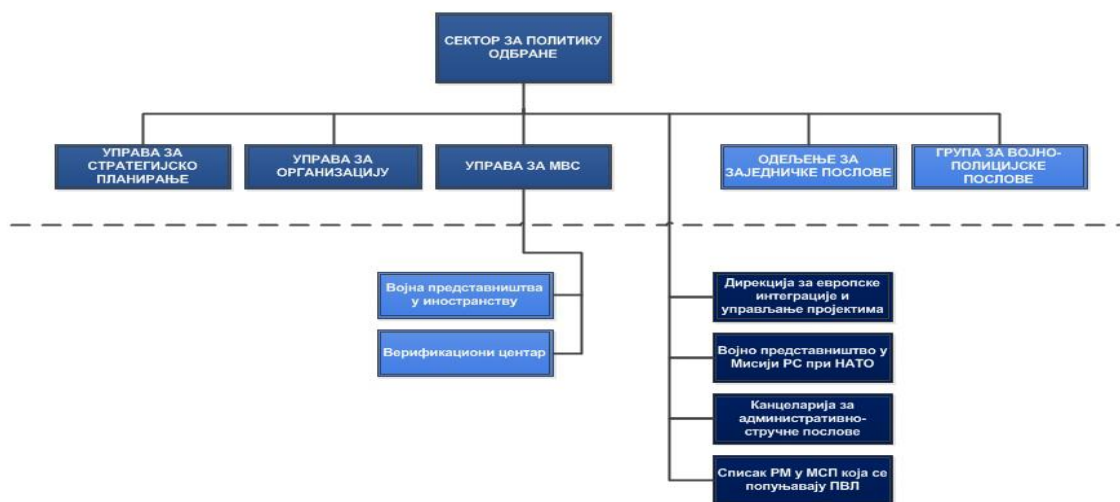 СЕКТОР ЗА ПОЛИТИКУ
ОДБРАНЕ
УПРАВА ЗА
СТРАТЕГИЈСКО
ПЛАНИРАЊЕ
УПРАВА ЗА
ОРГАНИЗАЦИЈУ
УПРАВА ЗА МВС
ОДЕЉЕЊЕ ЗА
ЗАЈЕДНИЧКЕ ПОСЛОВЕ
ГРУПА ЗА ВОЈНО-
ПОЛИЦИЈСКЕ
ПОСЛОВЕ
Војна представништва
у иностранству
Верификациони центар
Дирекција за европске
интеграције и
управљање пројектима
Војно представништво у
Мисији РС при НАТО
Канцеларија за
административно-
стручне послове
Списак РМ у МСП која се
попуњавају ПВЛ